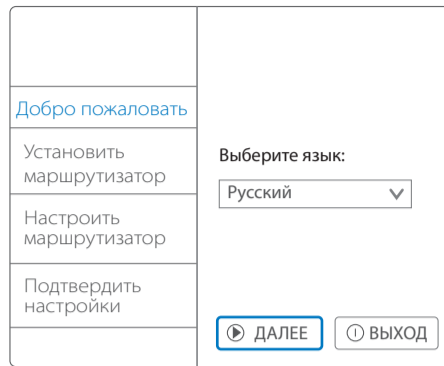 Добро пожаловать
Установить
маршрутизатор
Настроить
маршрутизатор
Подтвердить
настройки
Выберите язык:
Русский
ДАЛЕЕ
ВЫХОД